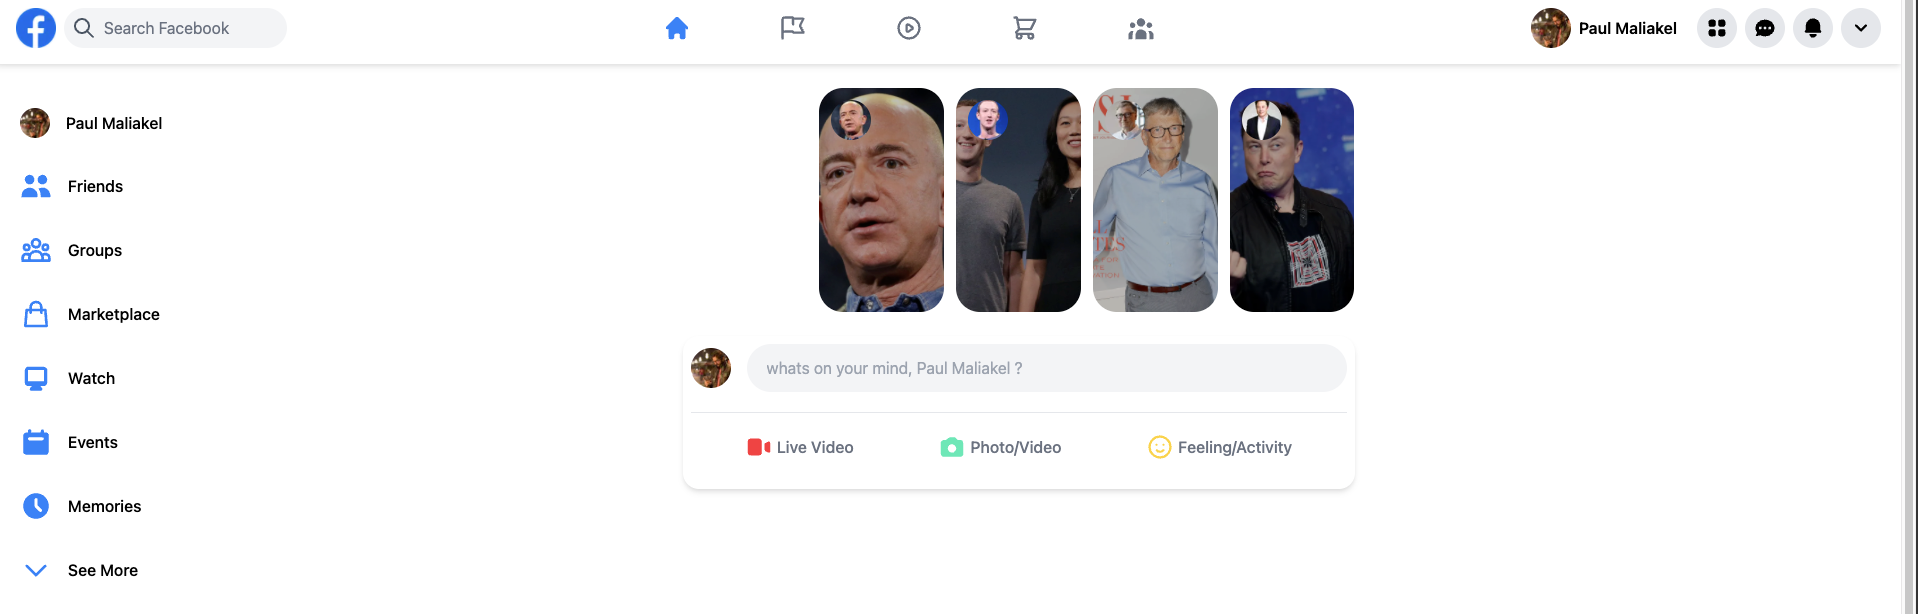 Search Facebook
Paul Maliakel
Paul Maliakel
Friends
Groups
Marketplace
Watch
Events
Memories
See More
whats on your mind, Paul Maliakel ?
Live Video
Photo/Video
Feeling/Activity